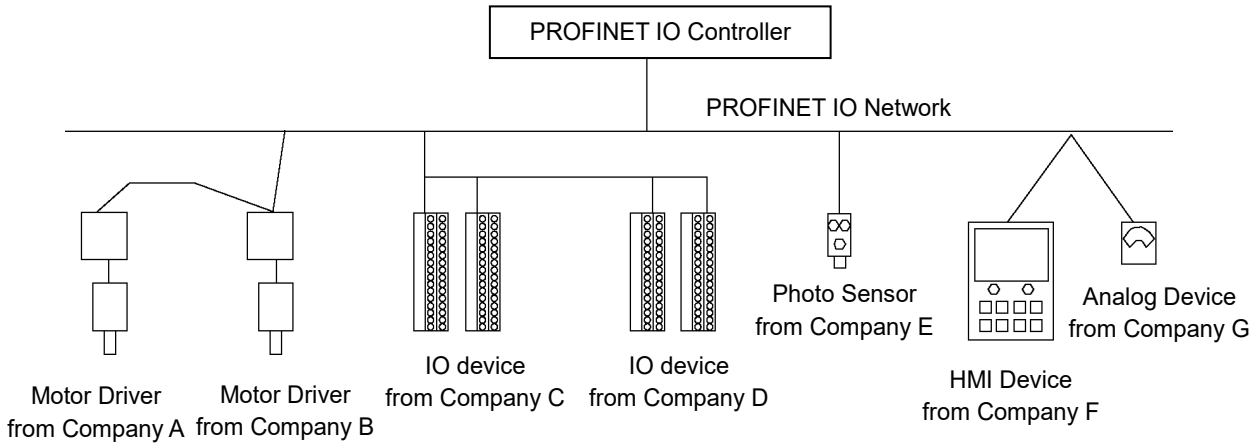 PROFINET IO Controller
PROFINET IO Network
Photo Sensor
from Company E
Analog Device
from Company G
IO device
from Company C
IO device
from Company D
HMI Device
from Company F
Motor Driver
from Company A
Motor Driver
from Company B